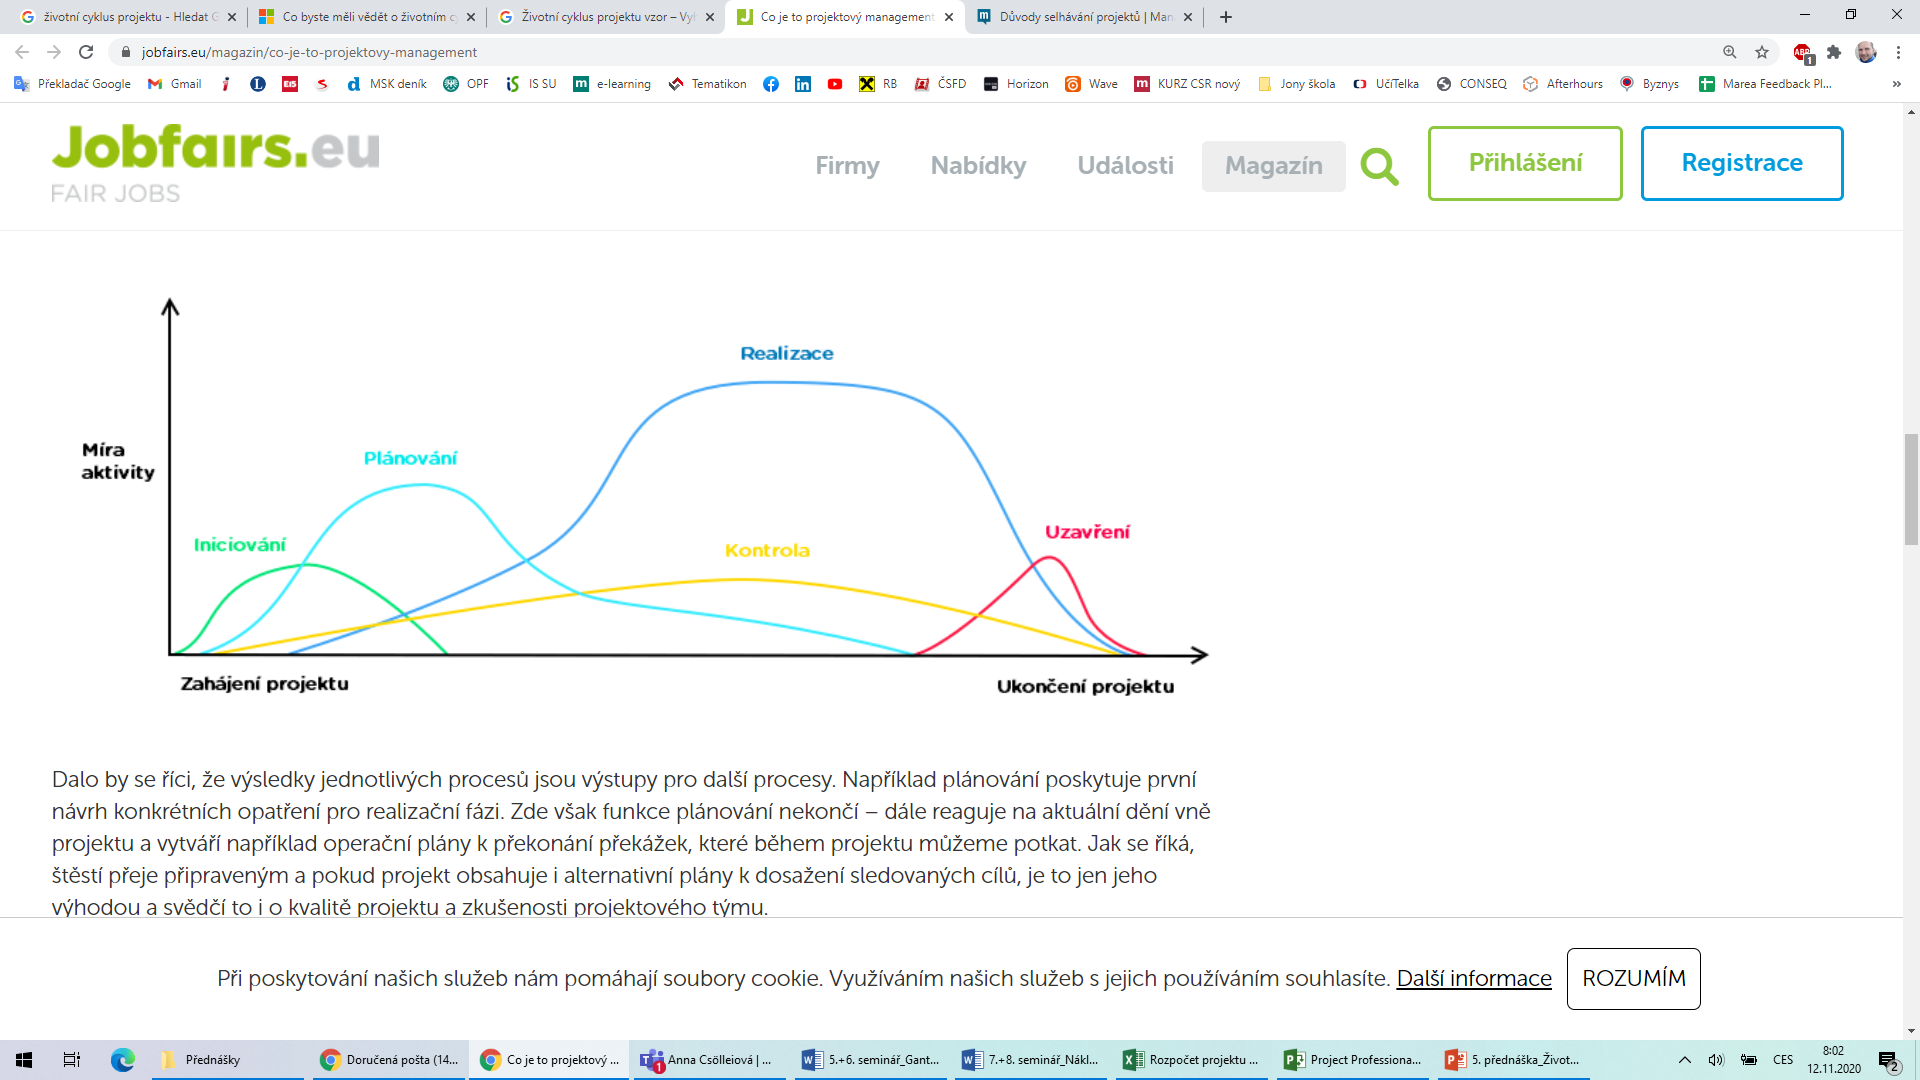 životní cyklus projektu - Hledat G
Co byste měli vědět o životním cy
Životní cyklus projektu vzor – Vyh
Co je to projektový management
Důvody selhávání projektů | Man
jobfairs.eu/magazin/co-je-to-projektovy-management
Překladač Google
Gmail
MSK deník
OPF
IS SU
e-learning
Tematikon
RB
ČSFD
Horizon
Wave
KURZ CSR nový
Jony škola
UčíTelka
CONSEQ
Afterhours
Byznys
Marea Feedback Pl...
Jobfairs.eu
FAIR JOBS
Firmy
Nabídky
Události
Magazín
Přihlášení
Registrace
Realizace
Míra
aktivity
Plánování
Iniciování
Kontrola
Uzavření
Zahájení projektu
Ukončení projektu
Dalo by se říci, že výsledky jednotlivých procesů jsou výstupy pro další procesy. Například plánování poskytuje první
návrh konkrétních opatření pro realizační fázi. Zde však funkce plánování nekončí – dále reaguje na aktuální dění vně
projektu a vytváří například operační plány k překonání překážek, které během projektu můžeme potkat. Jak se říká,
štěstí přeje připraveným a pokud projekt obsahuje i alternativní plány k dosažení sledovaných cílů, je to jen jeho
výhodou a svědčí to i o kvalitě projektu a zkušenosti projektového týmu.
Při poskytování našich služeb nám pomáhají soubory cookie. Využíváním našich služeb s jejich používáním souhlasíte. Další informace
ROZUMÍM
Přednášky
Doručená pošta (14...
Co je to projektový ...
Anna Csölleiová | ...
5.+6. seminář_Gant...
7.+8. seminář_Nákl...
Rozpočet projektu ...
Project Professiona...
5. přednáška_Život...
CES
8:02
12.11.2020
2